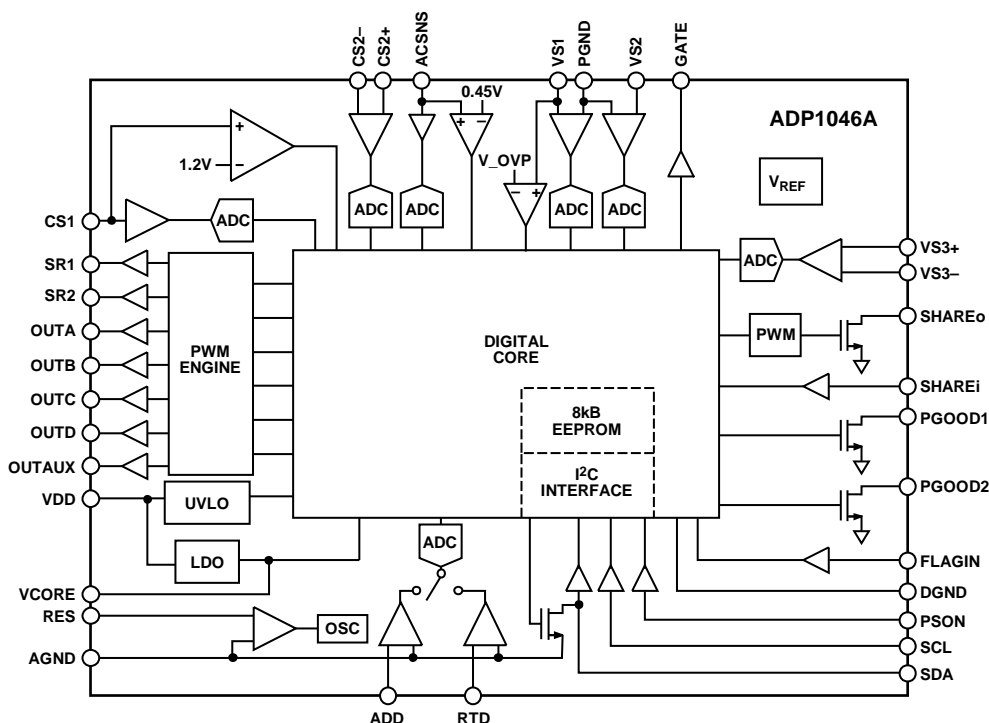 CS2–
CS2+
ACSNS
VS1
PGND
VS2
GATE
ADP1046A
0.45V
+ –
+
–
1.2V
V_OVP
– +
VREF
ADC
ADC
ADC
ADC
CS1
ADC
ADC
VS3+
VS3–
SR1
SR2
OUTA
OUTB
OUTC
OUTD
OUTAUX
PWM
ENGINE
DIGITAL
CORE
PWM
SHAREo
SHAREi
8kB
EEPROM
I2C
INTERFACE
PGOOD1
PGOOD2
VDD
UVLO
LDO
ADC
FLAGIN
VCORE
DGND
RES
OSC
PSON
AGND
SCL
SDA
ADD
RTD